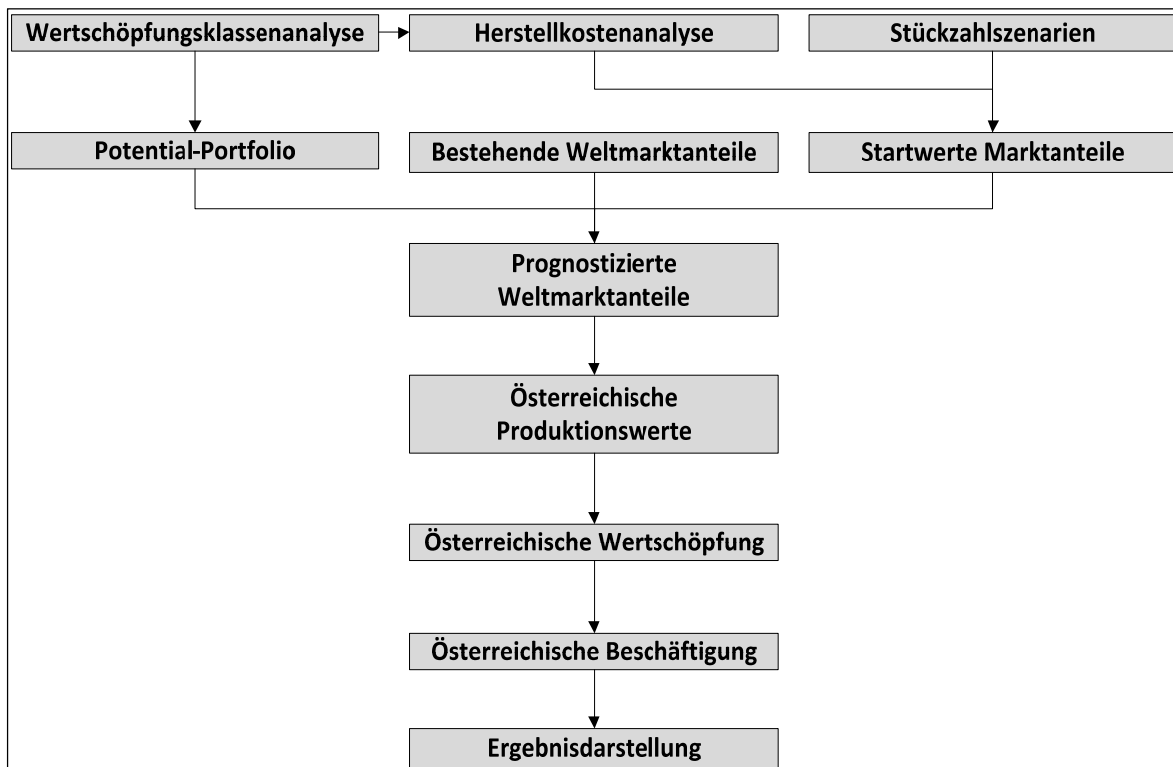 Wertschöpfungsklassenanalyse
Herstellkostenanalyse
Stückzahlszenarien
Potential-Portfolio
Bestehende Weltmarktanteile
Startwerte Marktanteile
Prognostizierte
Weltmarktanteile
Österreichische
Produktionswerte
Österreichische Wertschöpfung
Österreichische Beschäftigung
Ergebnisdarstellung